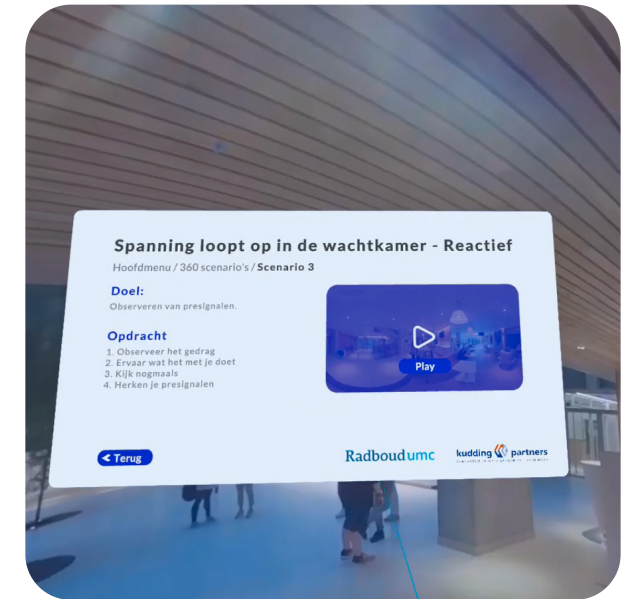 Spanning loopt op in de wachtkamer - Reactief
Hoofdmenu / 360 scenario's / Scenario 3
Doel:
Observeren van presignalen.
Opdracht
1. Observeer het gedrag
2. Ervaar wat het met je doet
3. Kijk nogmaals
4. Herken je presignalen
Play
< Terug
Radboudumc
kudding partners